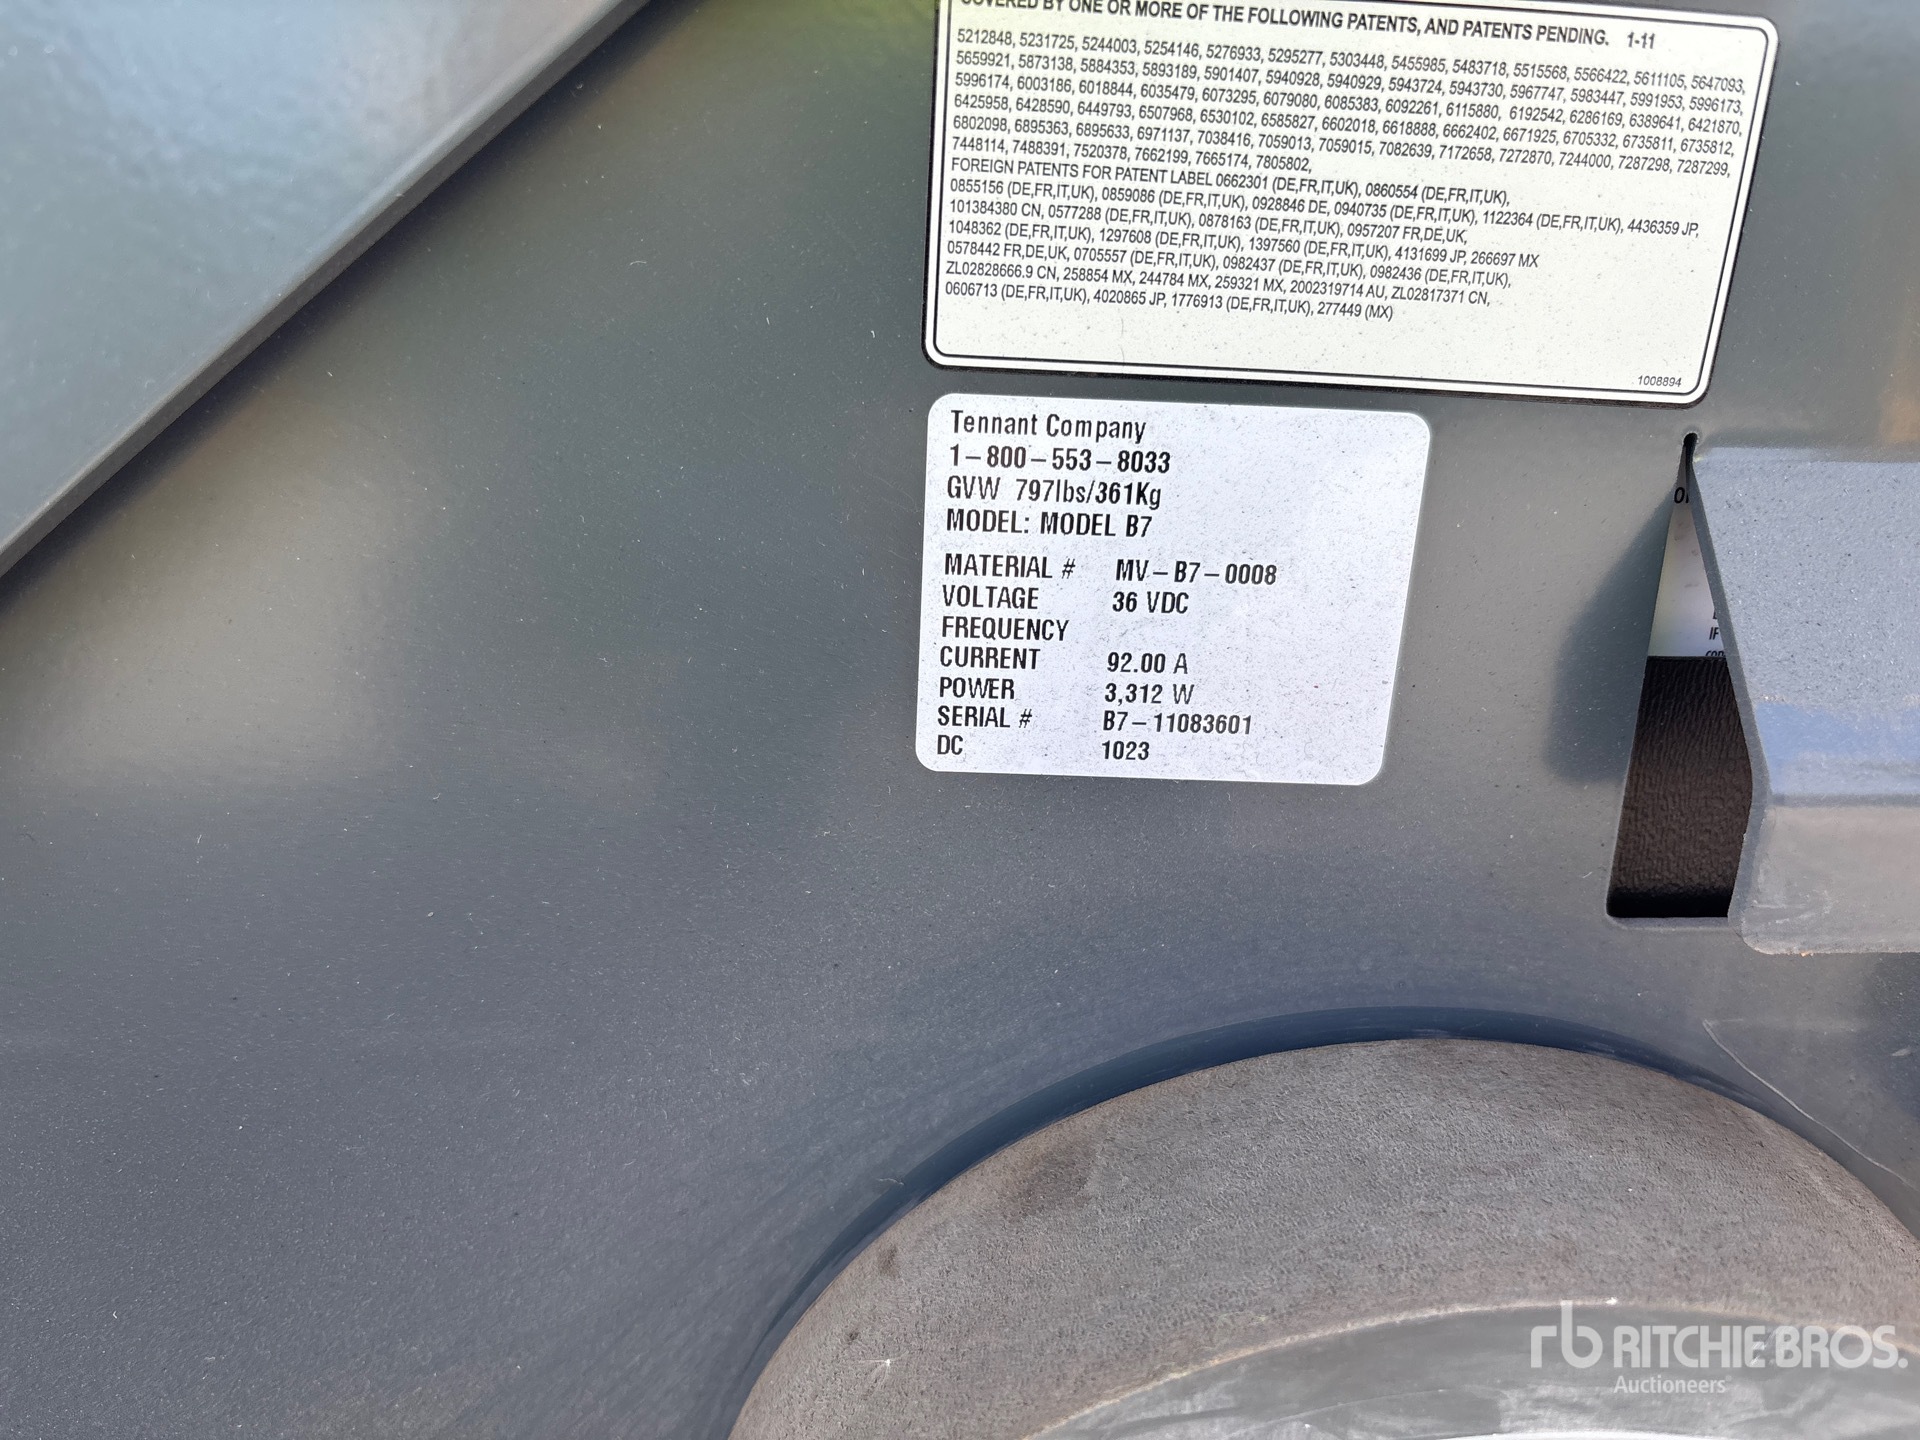 COVERED BY ONE OR MORE OF THE FOLLOWING PATENTS, AND PATENTS PENDING. 1-11
5212848, 5231725, 5244003, 5254146, 5276933, 5295277, 5303448, 5455985, 5483718, 5515568, 5566422, 5611105, 5647093,
5659921, 5873138, 5884353, 5893189, 5901407, 5940928, 5940929, 5943724, 5943730, 5967747, 5983447, 5991953, 5996173,
5996174, 6003186, 6018844, 6035479, 6073295, 6079080, 6085383, 6092261, 6115880, 6192542, 6286169, 6389641, 6421870,
6425958, 6428590, 6449793, 6507968, 6530102, 6585827, 6602018, 6618888, 6662402, 6671925, 6705332, 6735811, 6735812,
6802098, 6895363, 6895633, 6971137, 7038416, 7059013, 7059015, 7082639, 7172658, 7272870, 7244000, 7287298, 7287299,
7448114, 7488391, 7520378, 7662199, 7665174, 7805802,
FOREIGN PATENTS FOR PATENT LABEL 0662301 (DE,FR,IT,UK), 0860554 (DE,FR,IT,UK),
0855156 (DE,FR,IT,UK), 0859086 (DE,FR,IT,UK), 0928846 DE, 0940735 (DE,FR,IT,UK), 1122364 (DE,FR,IT,UK), 4436359 JP,
101384380 CN, 0577288 (DE,FR,IT,UK), 0878163 (DE,FR,IT,UK), 0957207 FR,DE,UK,
1048362 (DE,FR,IT,UK), 1297608 (DE,FR,IT,UK), 1397560 (DE,FR,IT,UK), 4131699 JP, 266697 MX
0578442 FR,DE,UK, 0705557 (DE,FR,IT,UK), 0982437 (DE,FR,IT,UK), 0982436 (DE,FR,IT,UK),
ZL02828666.9 CN, 258854 MX, 244784 MX, 259321 MX, 2002319714 AU, ZL02817371 CN,
0606713 (DE,FR,IT,UK), 4020865 JP, 1776913 (DE,FR,IT,UK), 277449 (MX)
1008894
Tennant Company
1-800-553-8033
GVW 797lbs/361Kg
MODEL: MODEL B7
MATERIAL # MV-B7-0008
VOLTAGE 36 VDC
FREQUENCY
CURRENT 92.00 A
POWER 3,312 W
SERIAL # B7-11083601
DC 1023
IF
rb RITCHIE BROS.
Auctioneers